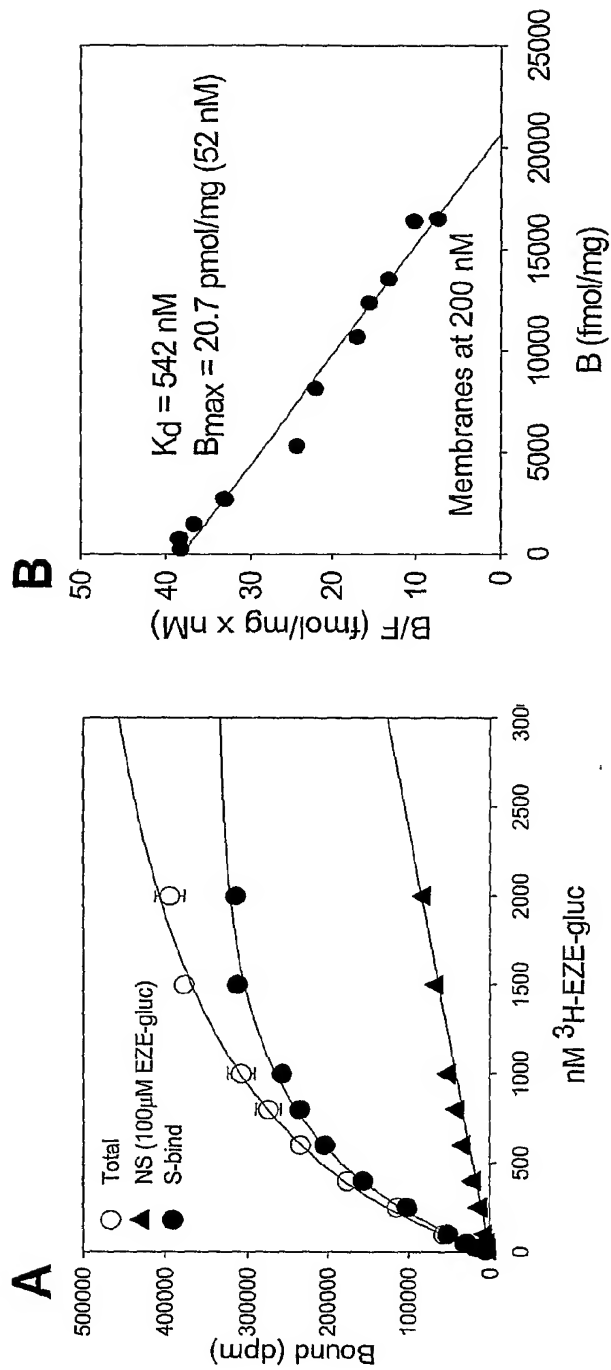 A
Bound (dpm)
500000
400000
300000
200000
100000
0
Total
NS (100µM EZE-gluc)
S-bind
0
500
1000
1500
2000
2500
300
nM ³H-EZE-gluc
B
B/F (fmol/mg x nM)
50
40
30
20
10
0
Kd = 542 nM
Bmax = 20.7 pmol/mg (52 nM)
Membranes at 200 nM
0
5000
10000
15000
20000
25000
B (fmol/mg)